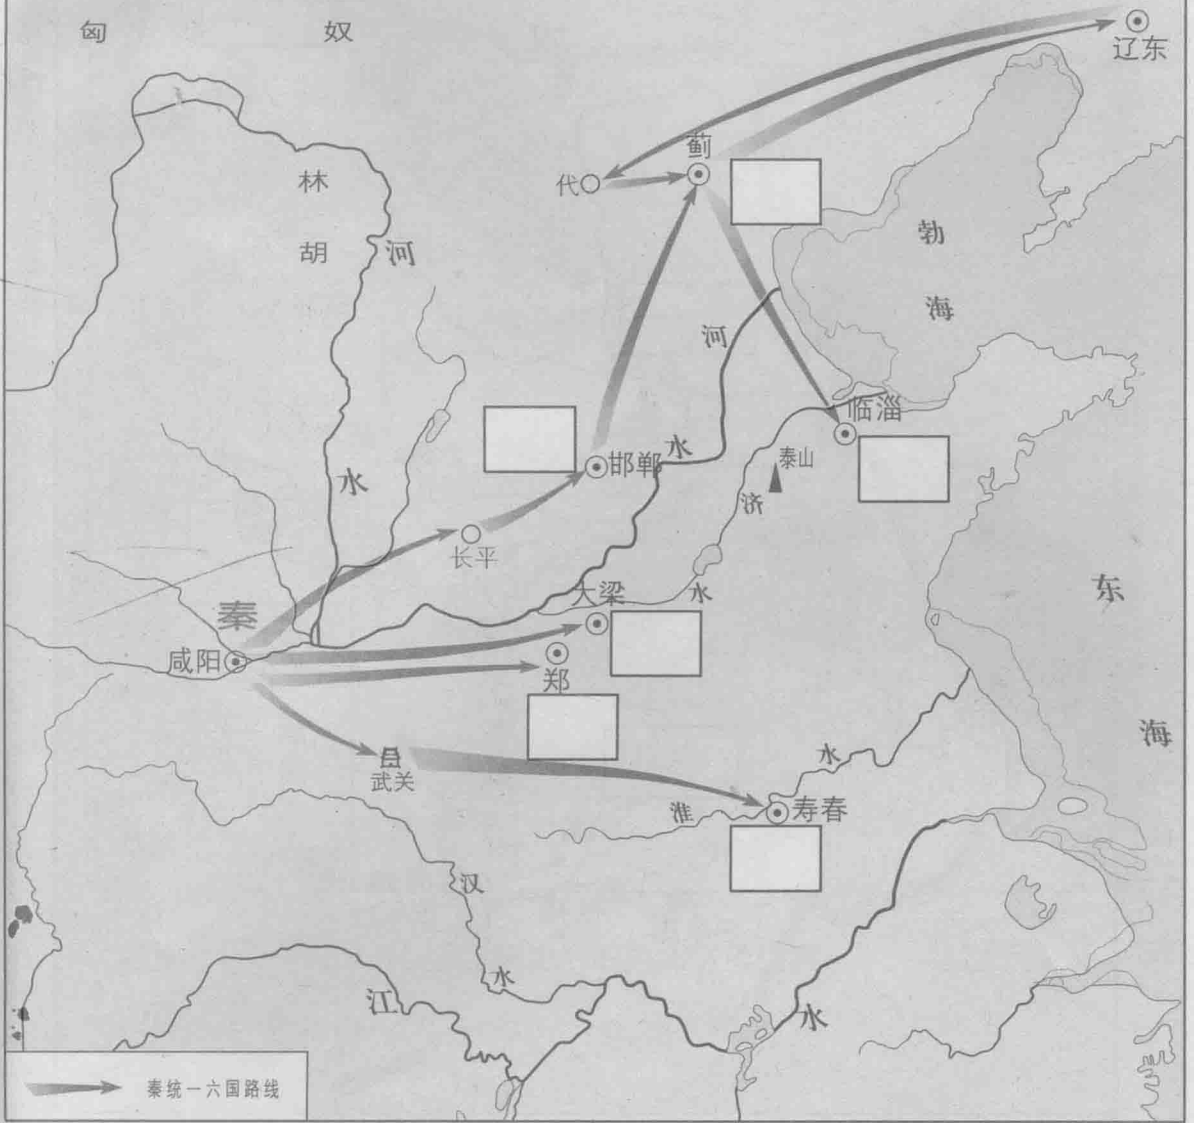 匈 奴
辽东
蓟
代
林
胡
河
勃
海
河
临淄
邯郸
水
泰山
水
济
长平
大梁
水
东
秦
咸阳
郑
海
水
武关
淮
寿春
汉
水
江
水
秦统一六国路线